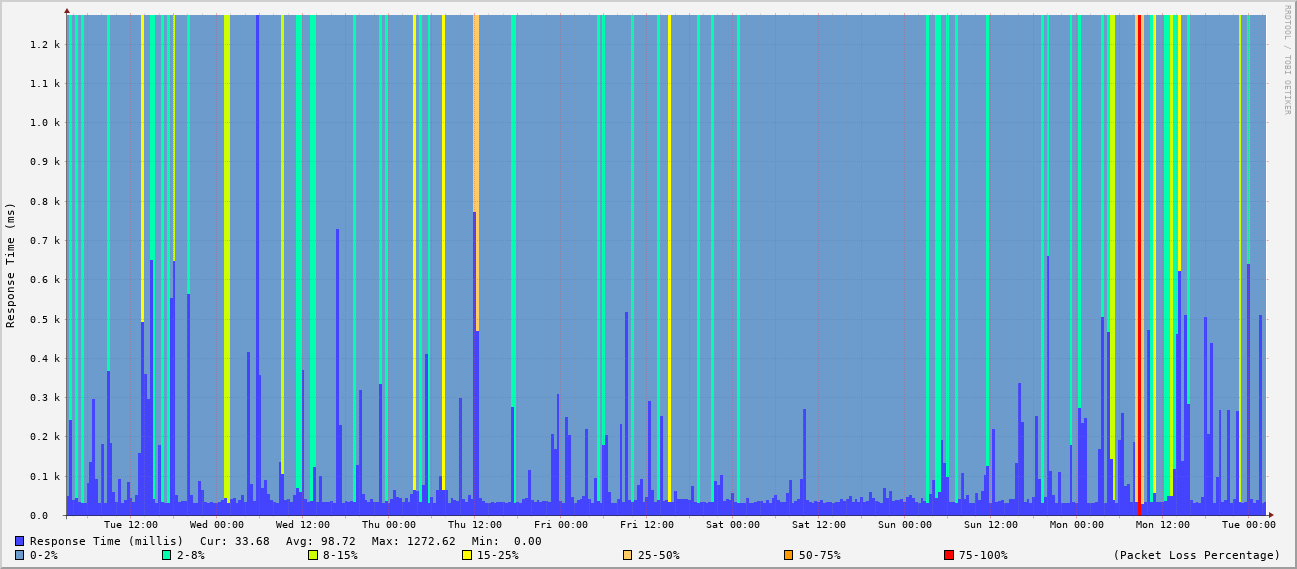 RRDTOOL / TOBI OETIKER
Response Time (ms)
1.2 k
1.1 k
1.0 k
0.9 k
0.8 k
0.7 k
0.6 k
0.5 k
0.4 k
0.3 k
0.2 k
0.1 k
0.0
Tue 12:00 Wed 00:00 Wed 12:00 Thu 00:00 Thu 12:00 Fri 00:00 Fri 12:00 Sat 00:00 Sat 12:00 Sun 00:00 Sun 12:00 Mon 00:00 Mon 12:00 Tue 00:00
Response Time (millis) Cur: 33.68 Avg: 98.72 Max: 1272.62 Min: 0.00
0-2% 2-8% 8-15% 15-25% 25-50% 50-75% 75-100% (Packet Loss Percentage)